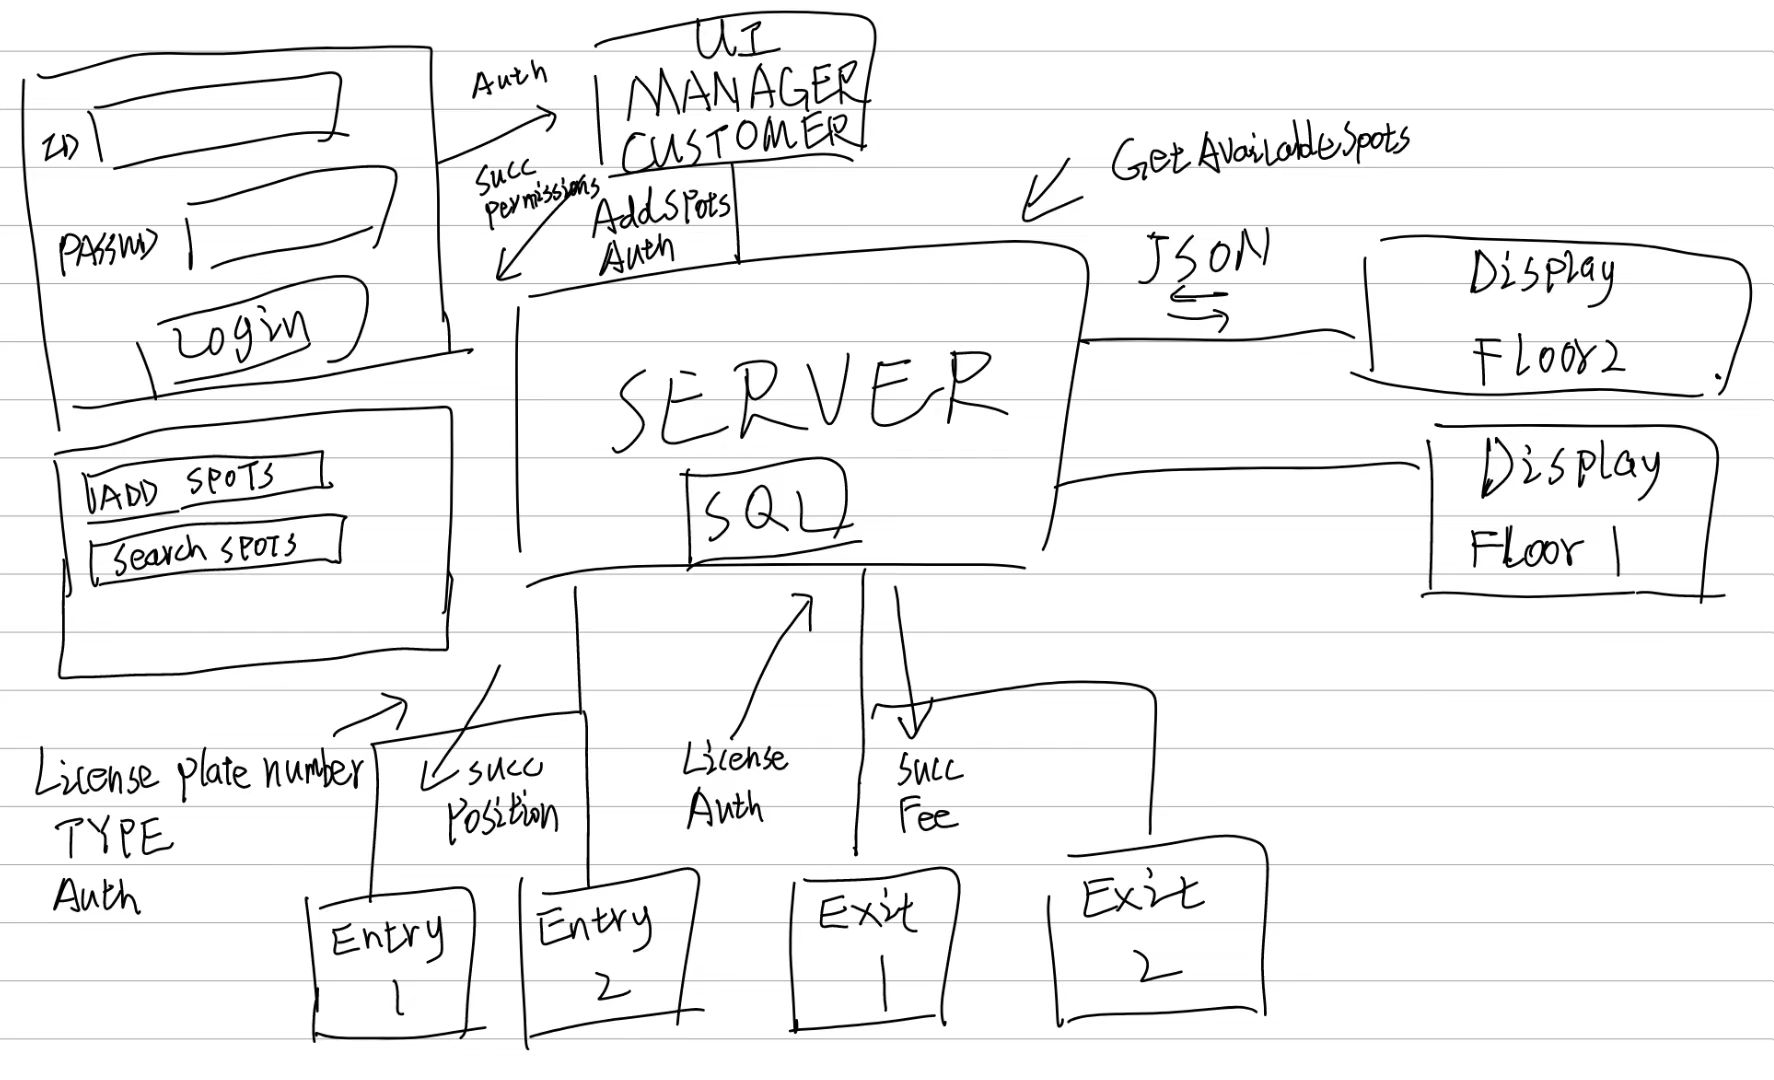 UI
MANAGER
CUSTOMER
Auth
ID
PASSWD
Login
Succ
Permissions
AddSpots
Auth
GetAvailableSpots
JSON
Display
Floor2
SERVER
SQL
Display
Floor 1
ADD SPOTS
Search SPOTS
License plate number
TYPE
Auth
Succ
Position
License
Auth
Succ
Fee
Entry
1
Entry
2
Exit
1
Exit
2